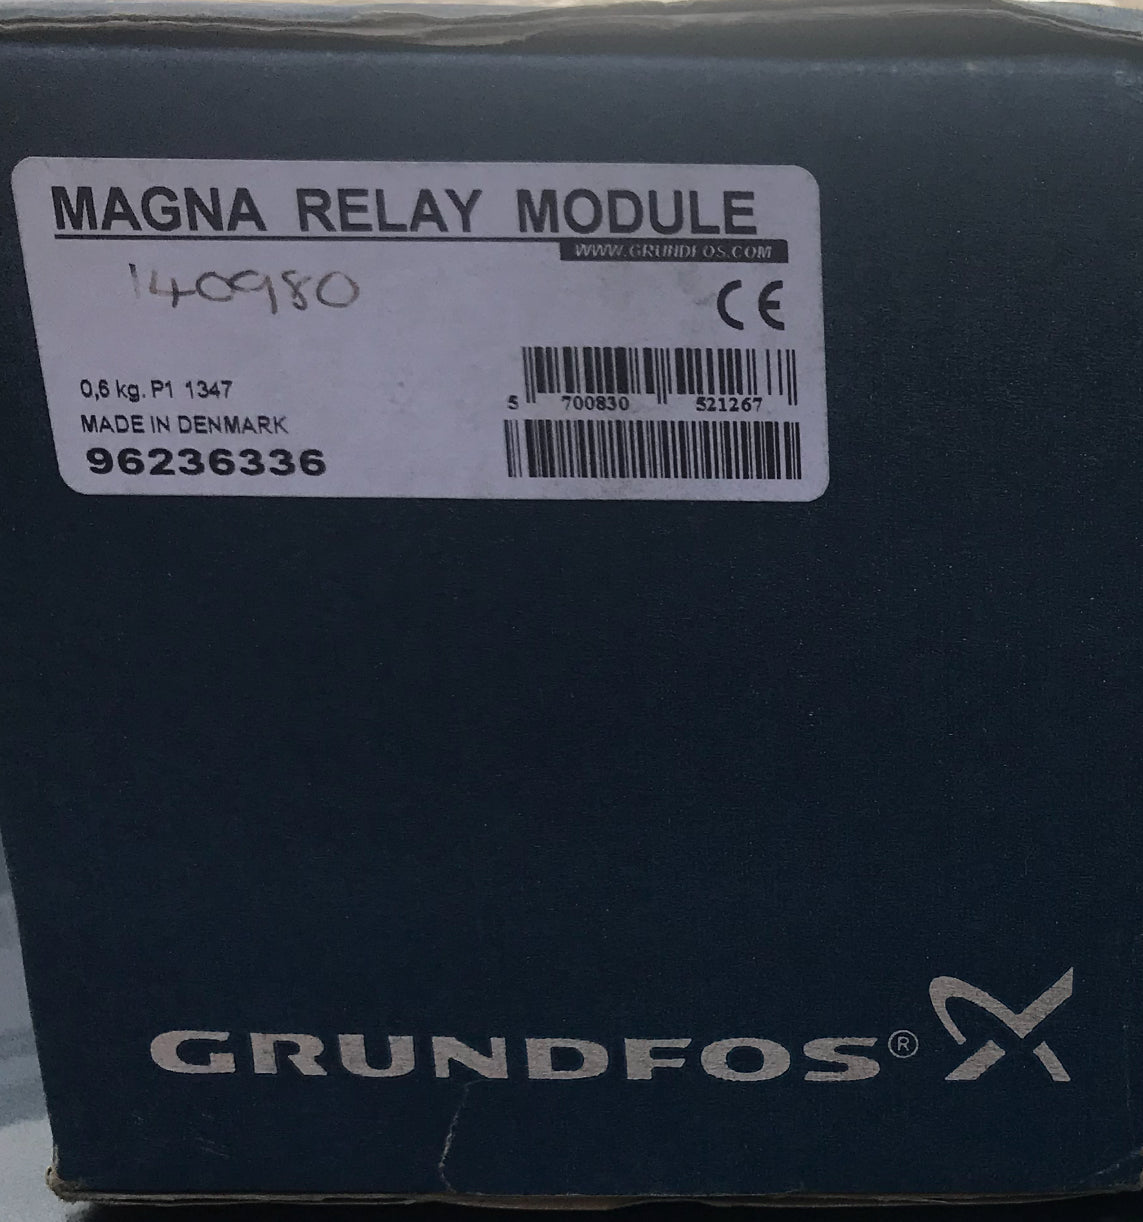 MAGNA RELAY MODULE
WWW.GRUNDFOS.COM
140980
CE
0,6 kg. P1 1347
MADE IN DENMARK
96236336
5 700830 521267
GRUNDFOS®